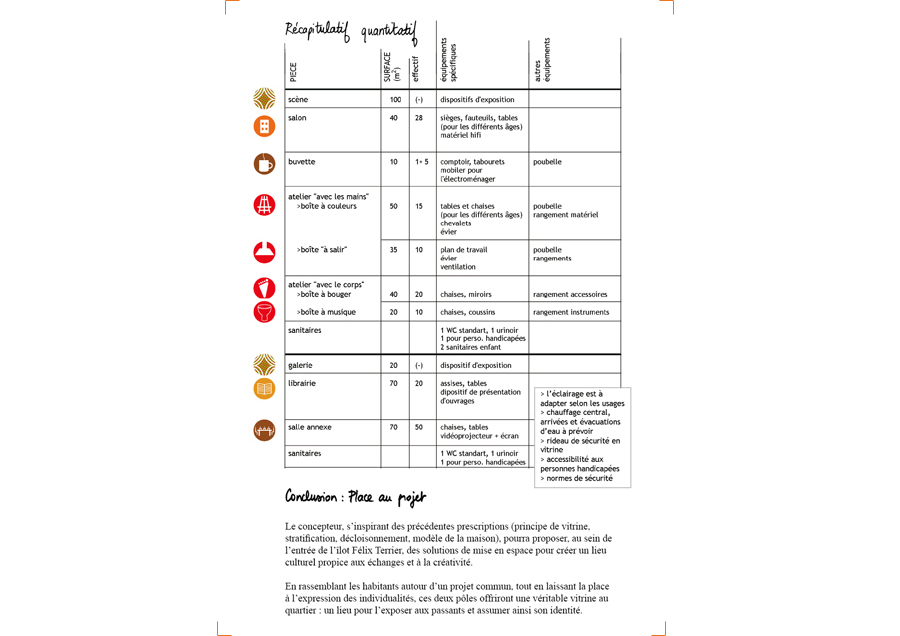 Récapitulatif quantitatif
PIECE
SURFACE (m²)
effectif
équipements spécifiques
autres équipements
scène 100 (-) dispositifs d'exposition
salon 40 28 sièges, fauteuils, tables
(pour les différents âges)
matériel hifi
buvette 10 1+ 5 comptoir, tabourets poubelle
mobiler pour
l'électroménager
atelier "avec les mains"
>boîte à couleurs 50 15 tables et chaises poubelle
(pour les différents âges) rangement matériel
chevalets
évier
>boîte "à salir" 35 10 plan de travail poubelle
évier rangements
ventilation
atelier "avec le corps"
>boîte à bouger 40 20 chaises, miroirs rangement accessoires
>boîte à musique 20 10 chaises, coussins rangement instruments
sanitaires 1 WC standart, 1 urinoir
1 pour perso. handicapées
2 sanitaires enfant
galerie 20 (-) dispositif d'exposition
librairie 70 20 assises, tables
dipositif de présentation
d'ouvrages
salle annexe 70 50 chaises, tables
vidéoprojecteur + écran
sanitaires 1 WC standart, 1 urinoir
1 pour perso. handicapées
> l'éclairage est à
adapter selon les usages
> chauffage central,
arrivées et évacuations
d'eau à prévoir
> rideau de sécurité en
vitrine
> accessibilité aux
personnes handicapées
> normes de sécurité
Conclusion : Place au projet
Le concepteur, s'inspirant des précédentes prescriptions (principe de vitrine,
stratification, décloisonnement, modèle de la maison), pourra proposer, au sein de
l'entrée de l'îlot Félix Terrier, des solutions de mise en espace pour créer un lieu
culturel propice aux échanges et à la créativité.
En rassemblant les habitants autour d'un projet commun, tout en laissant la place
à l'expression des individualités, ces deux pôles offriront une véritable vitrine au
quartier : un lieu pour l'exposer aux passants et assumer ainsi son identité.